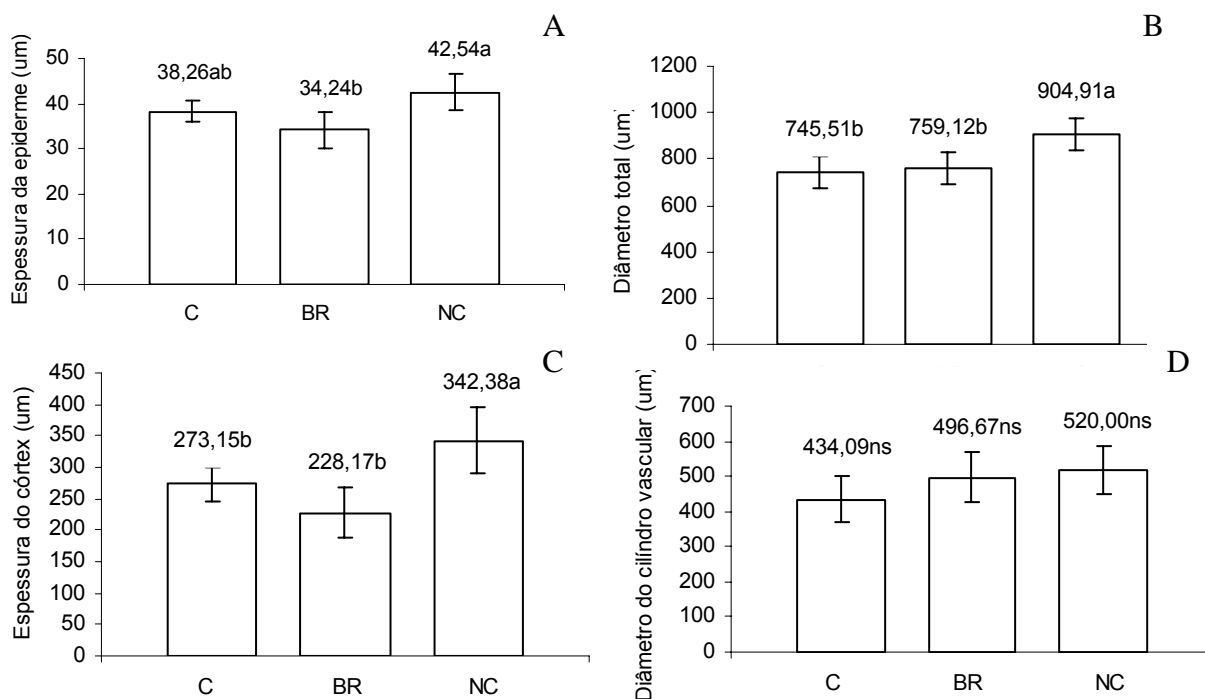 A
Espessura da epiderme (um)
50
40
30
20
10
0
38,26ab
34,24b
42,54a
C BR NC
B
Diâmetro total (um)
1200
1000
800
600
400
200
0
745,51b
759,12b
904,91a
C
Espessura do córtex (um)
450
400
350
300
250
200
150
100
50
0
273,15b
228,17b
342,38a
C BR NC
D
Diâmetro do cilíndro vascular (um)
700
600
500
400
300
200
100
0
434,09ns
496,67ns
520,00ns
C BR NC